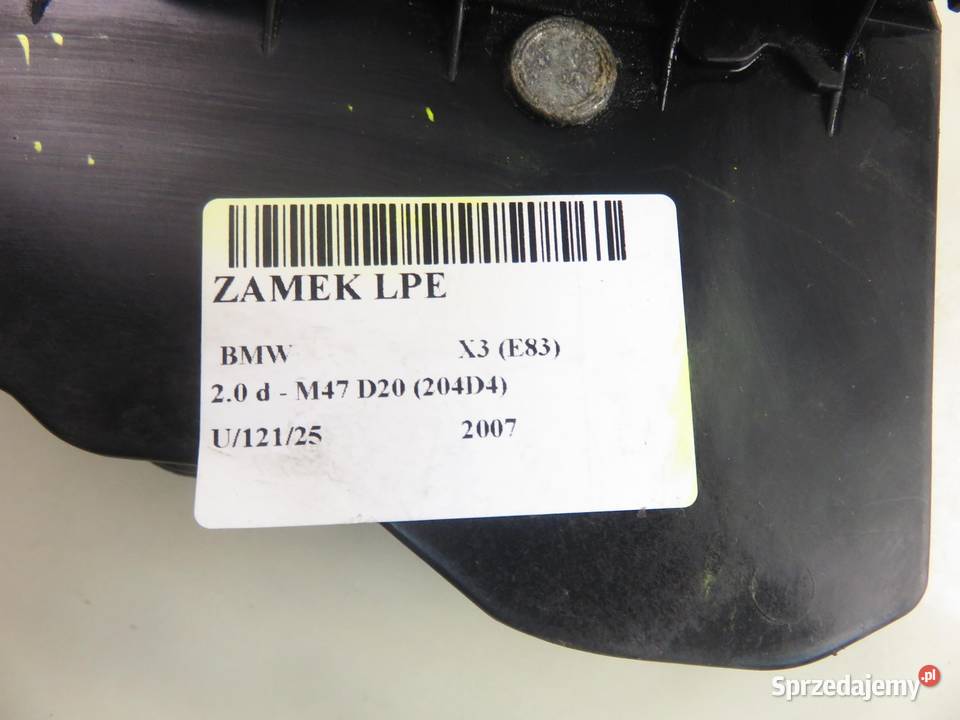 ZAMEK LPE
BMW X3 (E83)
2.0 d - M47 D20 (204D4)
U/121/25 2007
Sprzedajemy.pl